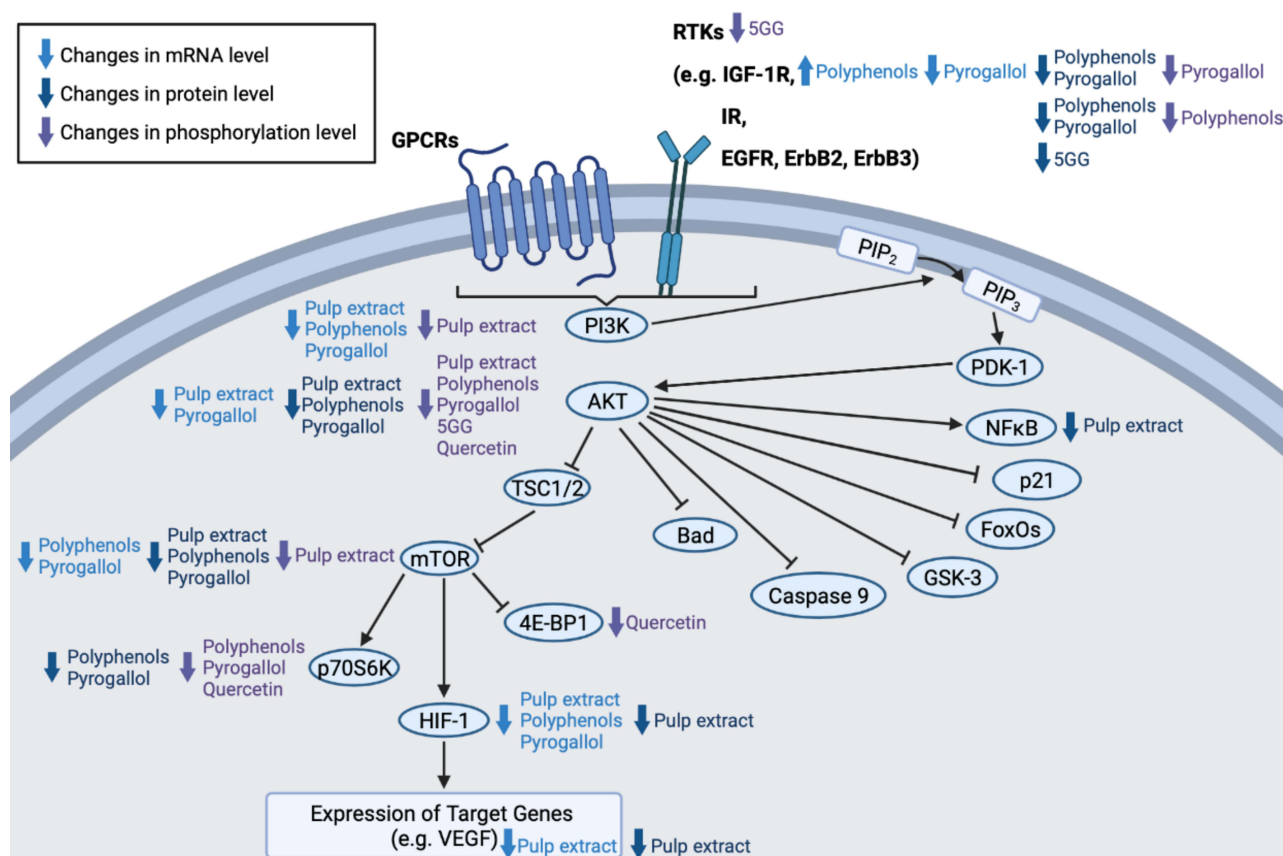 Changes in mRNA level
Changes in protein level
Changes in phosphorylation level
RTKs 5GG
(e.g. IGF-1R, Polyphenols Pyrogallol Polyphenols Pyrogallol Pyrogallol
IR, Polyphenols Pyrogallol Polyphenols
EGFR, ErbB2, ErbB3) 5GG
GPCRs
PIP2
PIP3
Pulp extract
Polyphenols
Pyrogallol
Pulp extract
PI3K
PDK-1
Pulp extract
Pyrogallol
Pulp extract
Polyphenols
Pyrogallol
Pulp extract
Polyphenols
Pyrogallol
5GG
Quercetin
AKT
NFκB
Pulp extract
p21
FoxOs
GSK-3
Caspase 9
Bad
TSC1/2
Polyphenols
Pyrogallol
Pulp extract
Polyphenols
Pyrogallol
Pulp extract
mTOR
4E-BP1
Quercetin
Polyphenols
Pyrogallol
Polyphenols
Pyrogallol
Quercetin
p70S6K
HIF-1
Pulp extract
Polyphenols
Pyrogallol
Pulp extract
Expression of Target Genes
(e.g. VEGF) Pulp extract Pulp extract